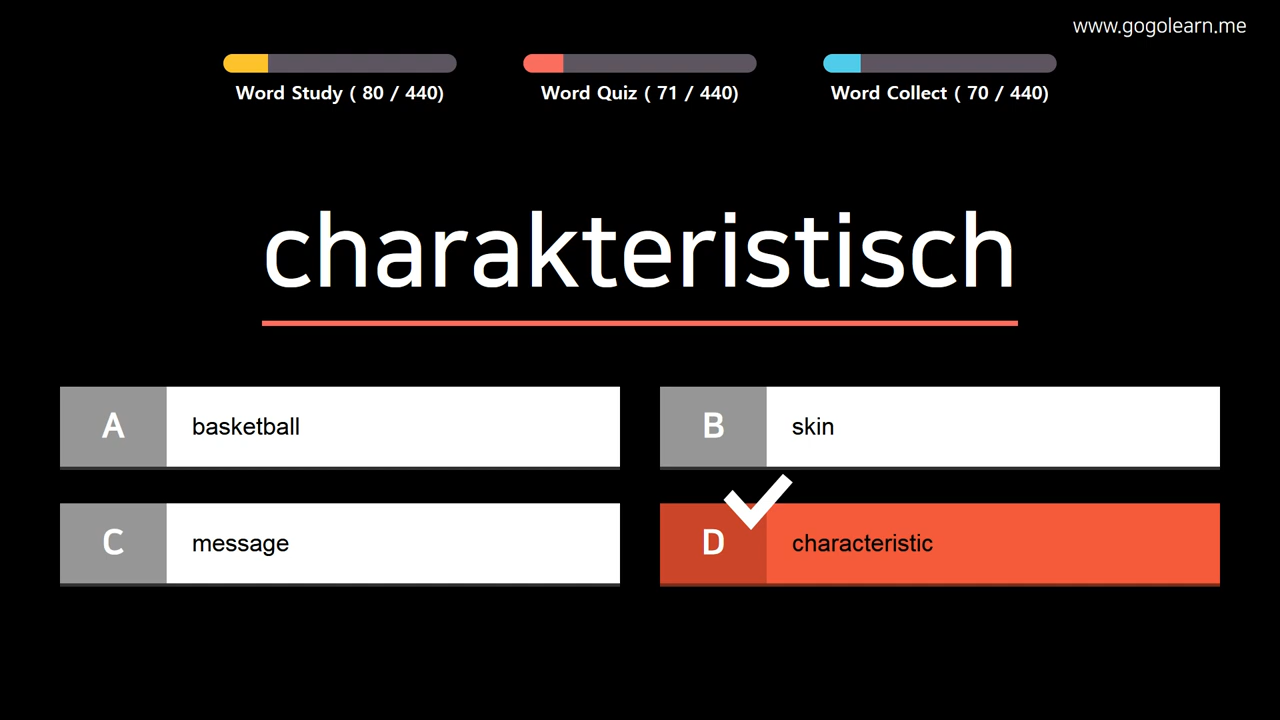 www.gogolearn.me
Word Study ( 80 / 440)
Word Quiz ( 71 / 440)
Word Collect ( 70 / 440)
charakteristisch
A basketball
B skin
C message
D characteristic